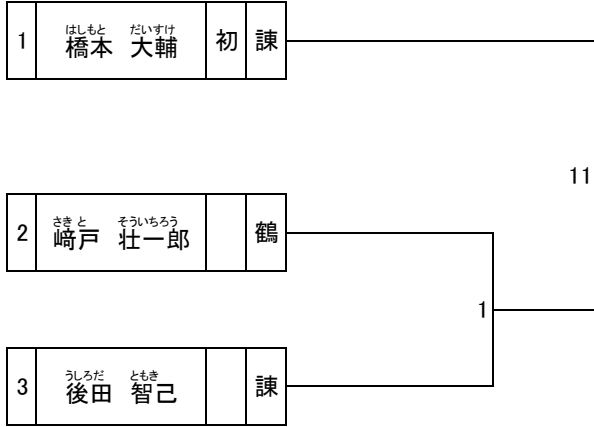 はしもと だいすけ
1 橋本 大輔 初 諌
11
さきと そういちろう
2 﨑戸 壮一郎 鶴
1
うしろだ ともき
3 後田 智己 諌